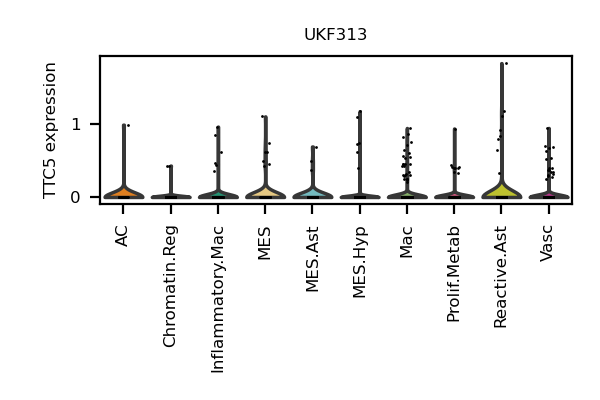 UKF313
TTC5 expression
1
0
AC
Chromatin.Reg
Inflammatory.Mac
MES
MES.Ast
MES.Hyp
Mac
Prolif.Metab
Reactive.Ast
Vasc